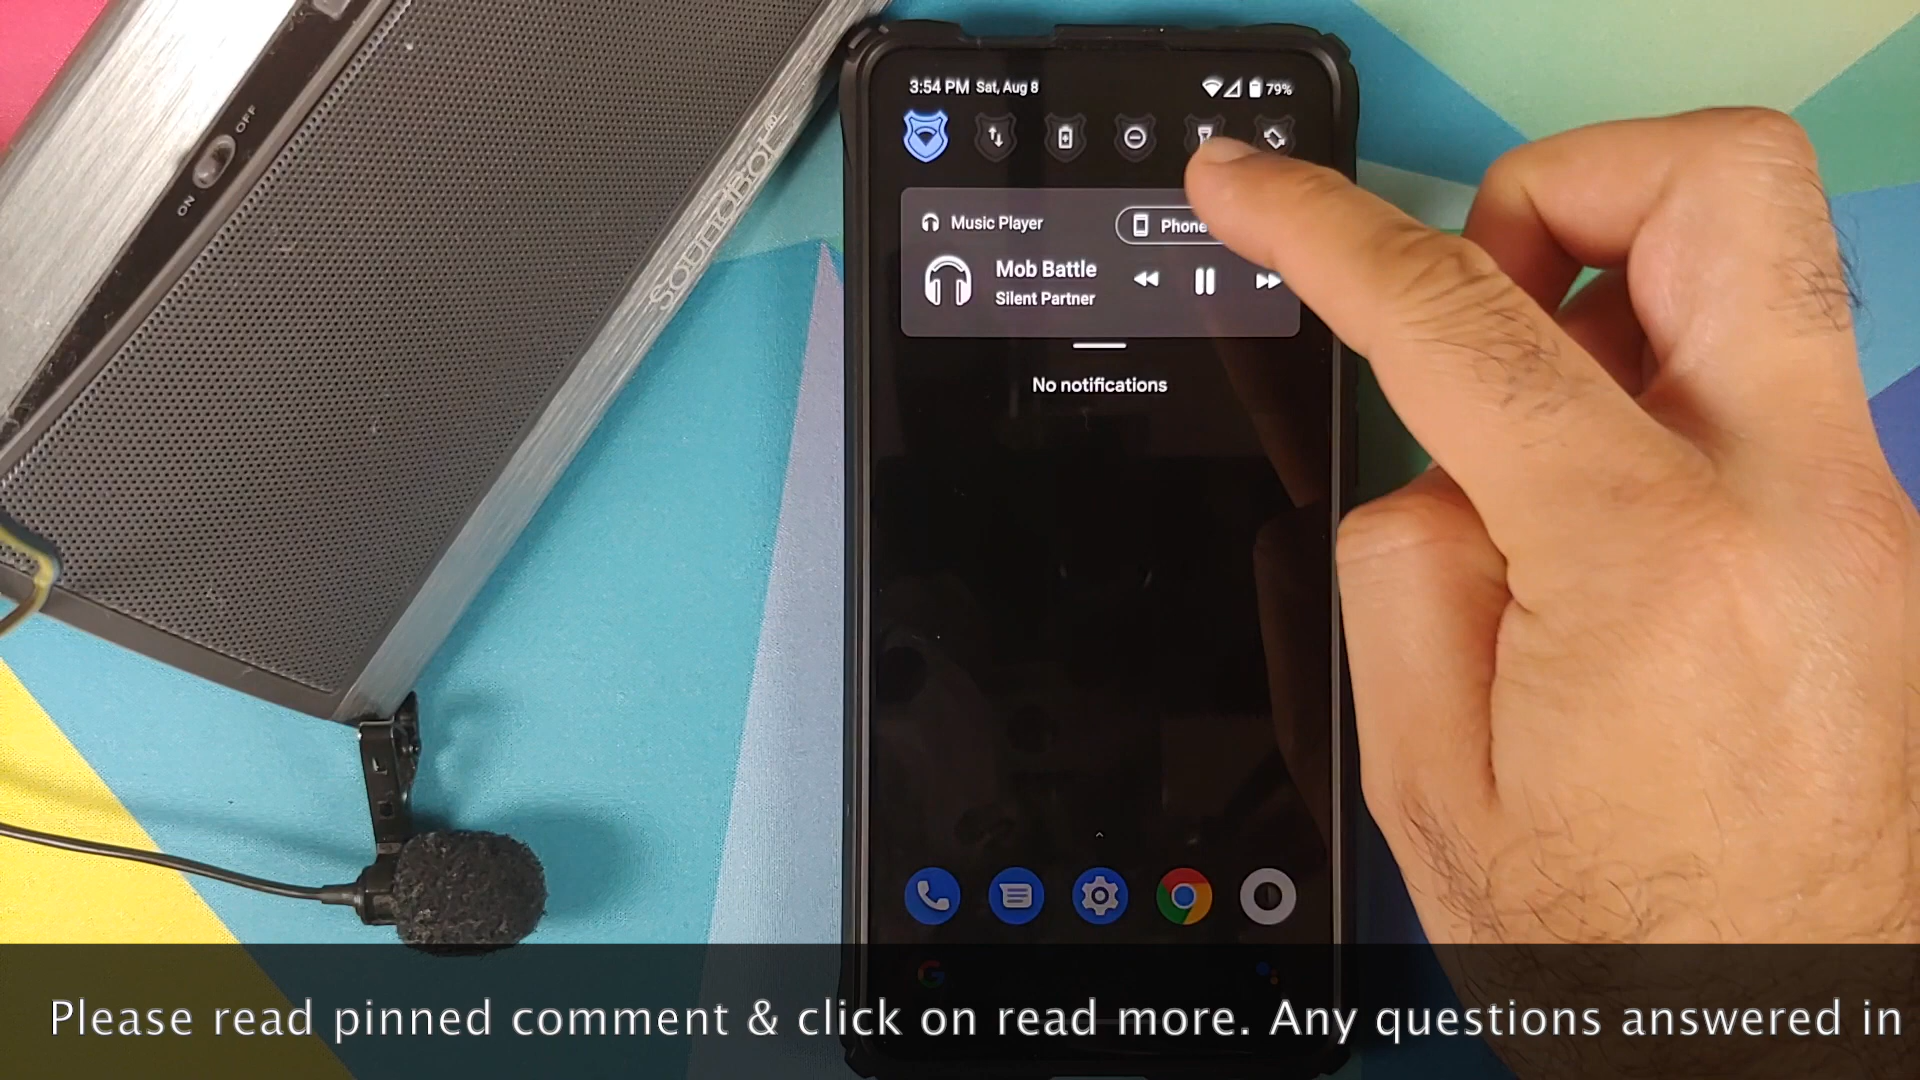 OFF
ON
SOUNDBOT
3:54 PM Sat, Aug 8
79%
Music Player
Phone
Mob Battle
Silent Partner
No notifications
Please read pinned comment & click on read more. Any questions answered in